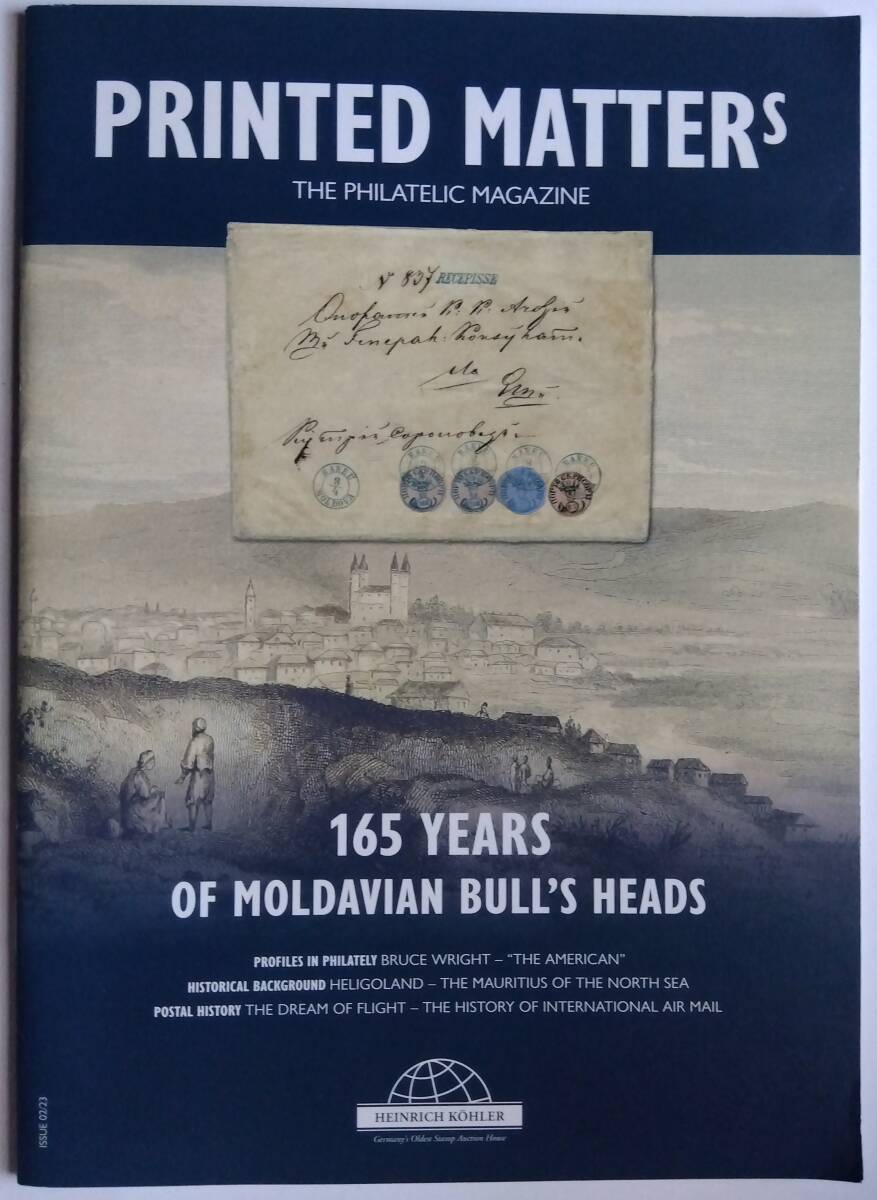 PRINTED MATTERS
THE PHILATELIC MAGAZINE
837 RECEPISSE
MOLDOVA
165 YEARS
OF MOLDAVIAN BULL'S HEADS
PROFILES IN PHILATELY BRUCE WRIGHT – “THE AMERICAN”
HISTORICAL BACKGROUND HELIGOLAND – THE MAURITIUS OF THE NORTH SEA
POSTAL HISTORY THE DREAM OF FLIGHT – THE HISTORY OF INTERNATIONAL AIR MAIL
HEINRICH KÖHLER
Germany's Oldest Stamp Auction House
ISSUE 02/23